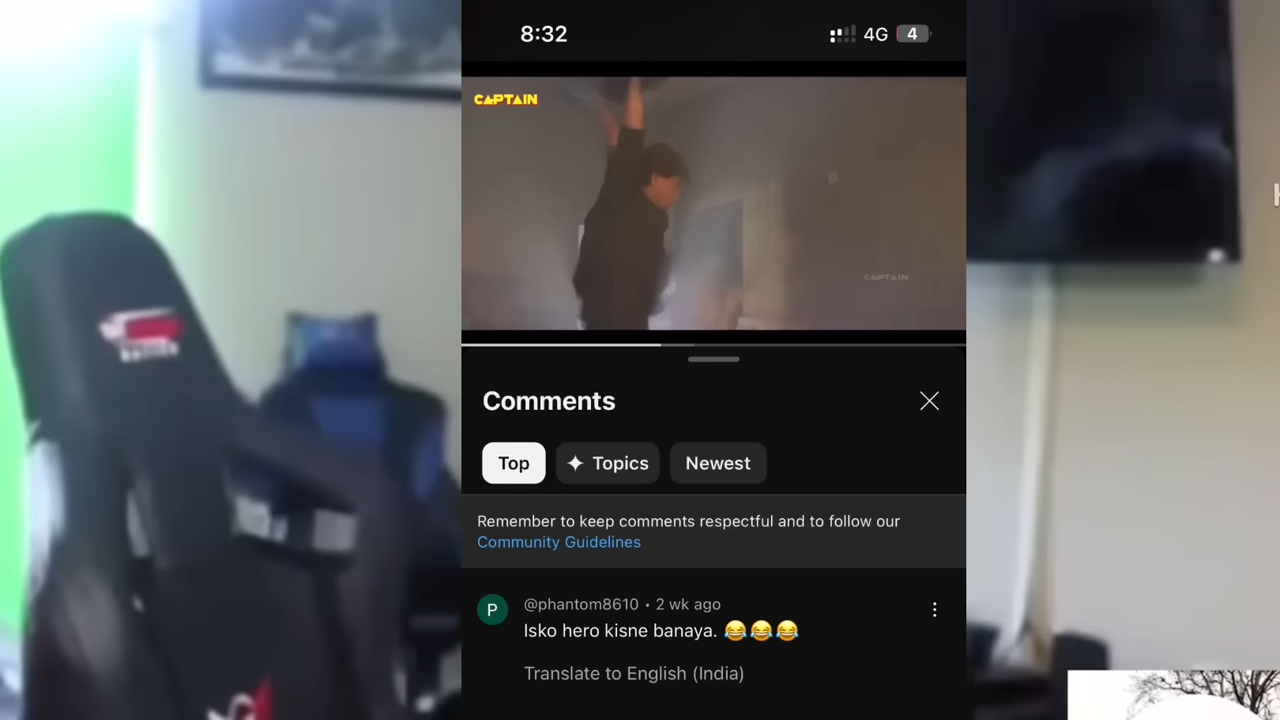 8:32
4G
4
CAPTAIN
CAPTAIN
Comments
Top
Topics
Newest
Remember to keep comments respectful and to follow our
Community Guidelines
P
@phantom8610 • 2 wk ago
Isko hero kisne banaya. 😂😂😂
Translate to English (India)